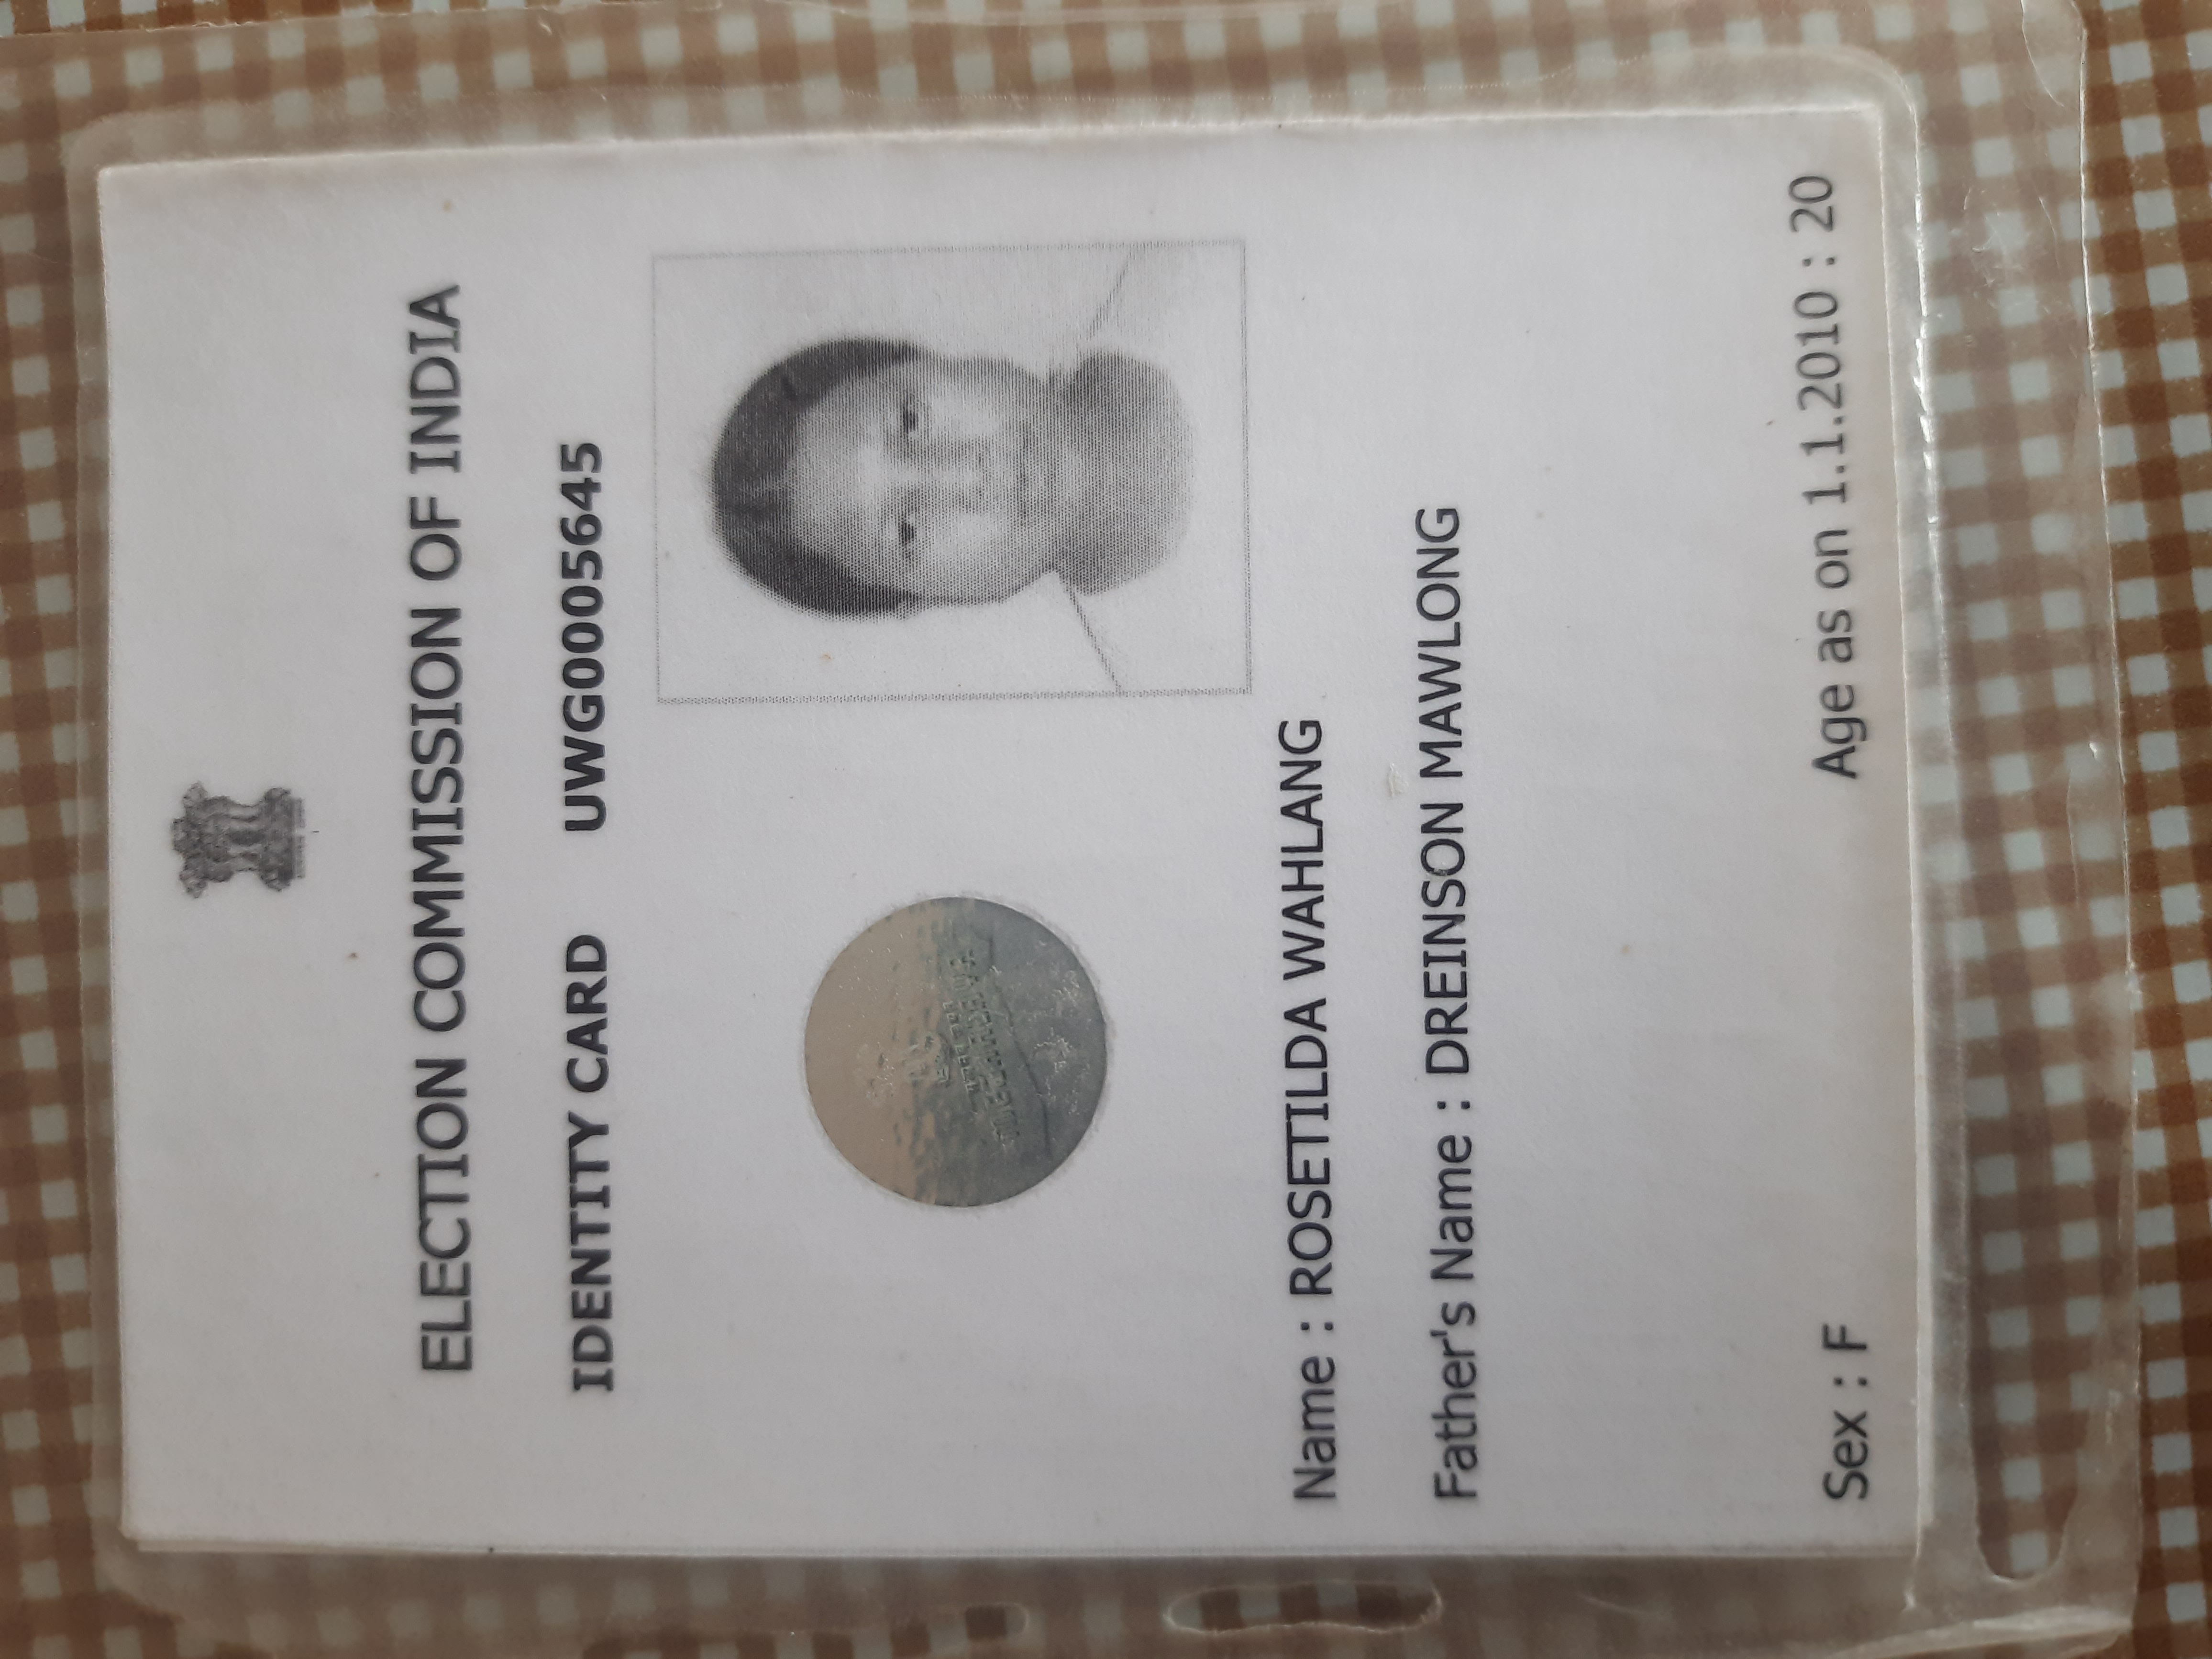 ELECTION COMMISSION OF INDIA
IDENTITY CARD UWG0005645
Name : ROSETILDA WAHLANG
Father's Name : DREINSON MAWLONG
Sex : F Age as on 1.1.2010 : 20